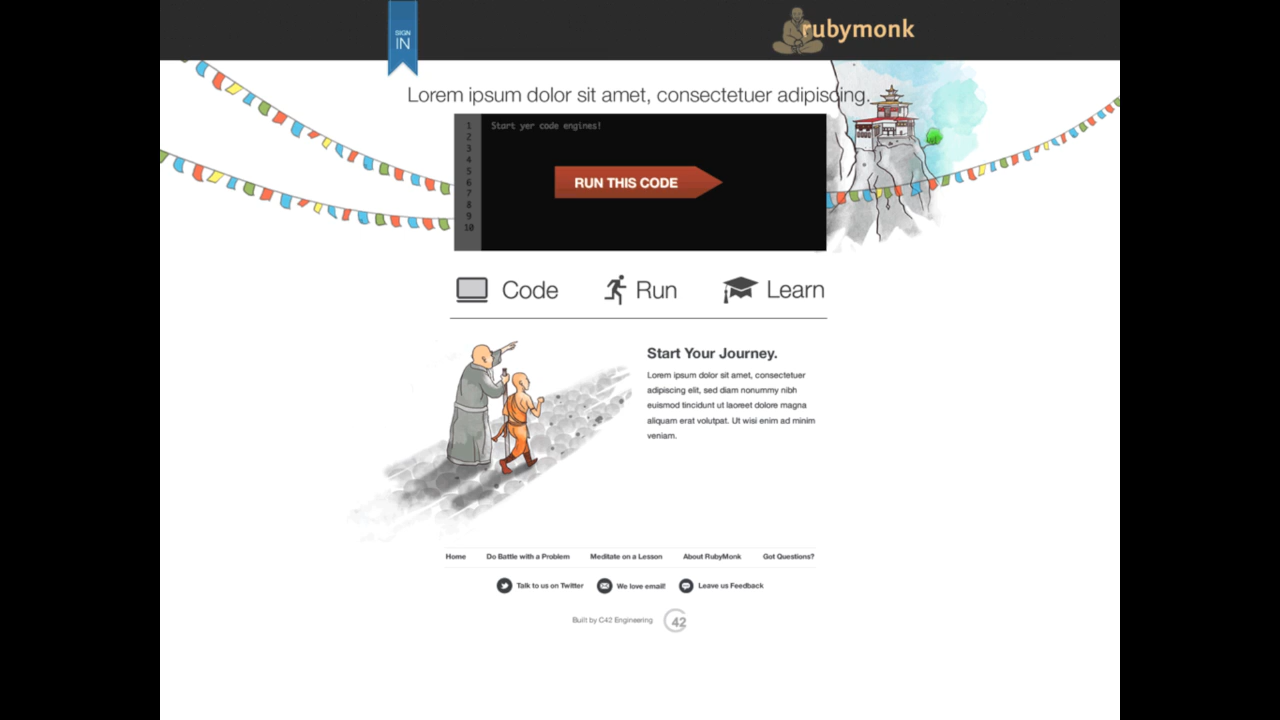 SIGN
IN
rubymonk
Lorem ipsum dolor sit amet, consectetuer adipiscing.
1 Start yer code engines!
2
3
4
5
6
7
8
9
10
RUN THIS CODE
Code Run Learn
Start Your Journey.
Lorem ipsum dolor sit amet, consectetuer
adipiscing elit, sed diam nonummy nibh
euismod tincidunt ut laoreet dolore magna
aliquam erat volutpat. Ut wisi enim ad minim
veniam.
Home Do Battle with a Problem Meditate on a Lesson About RubyMonk Got Questions?
Talk to us on Twitter We love email! Leave us Feedback
Built by C42 Engineering 42